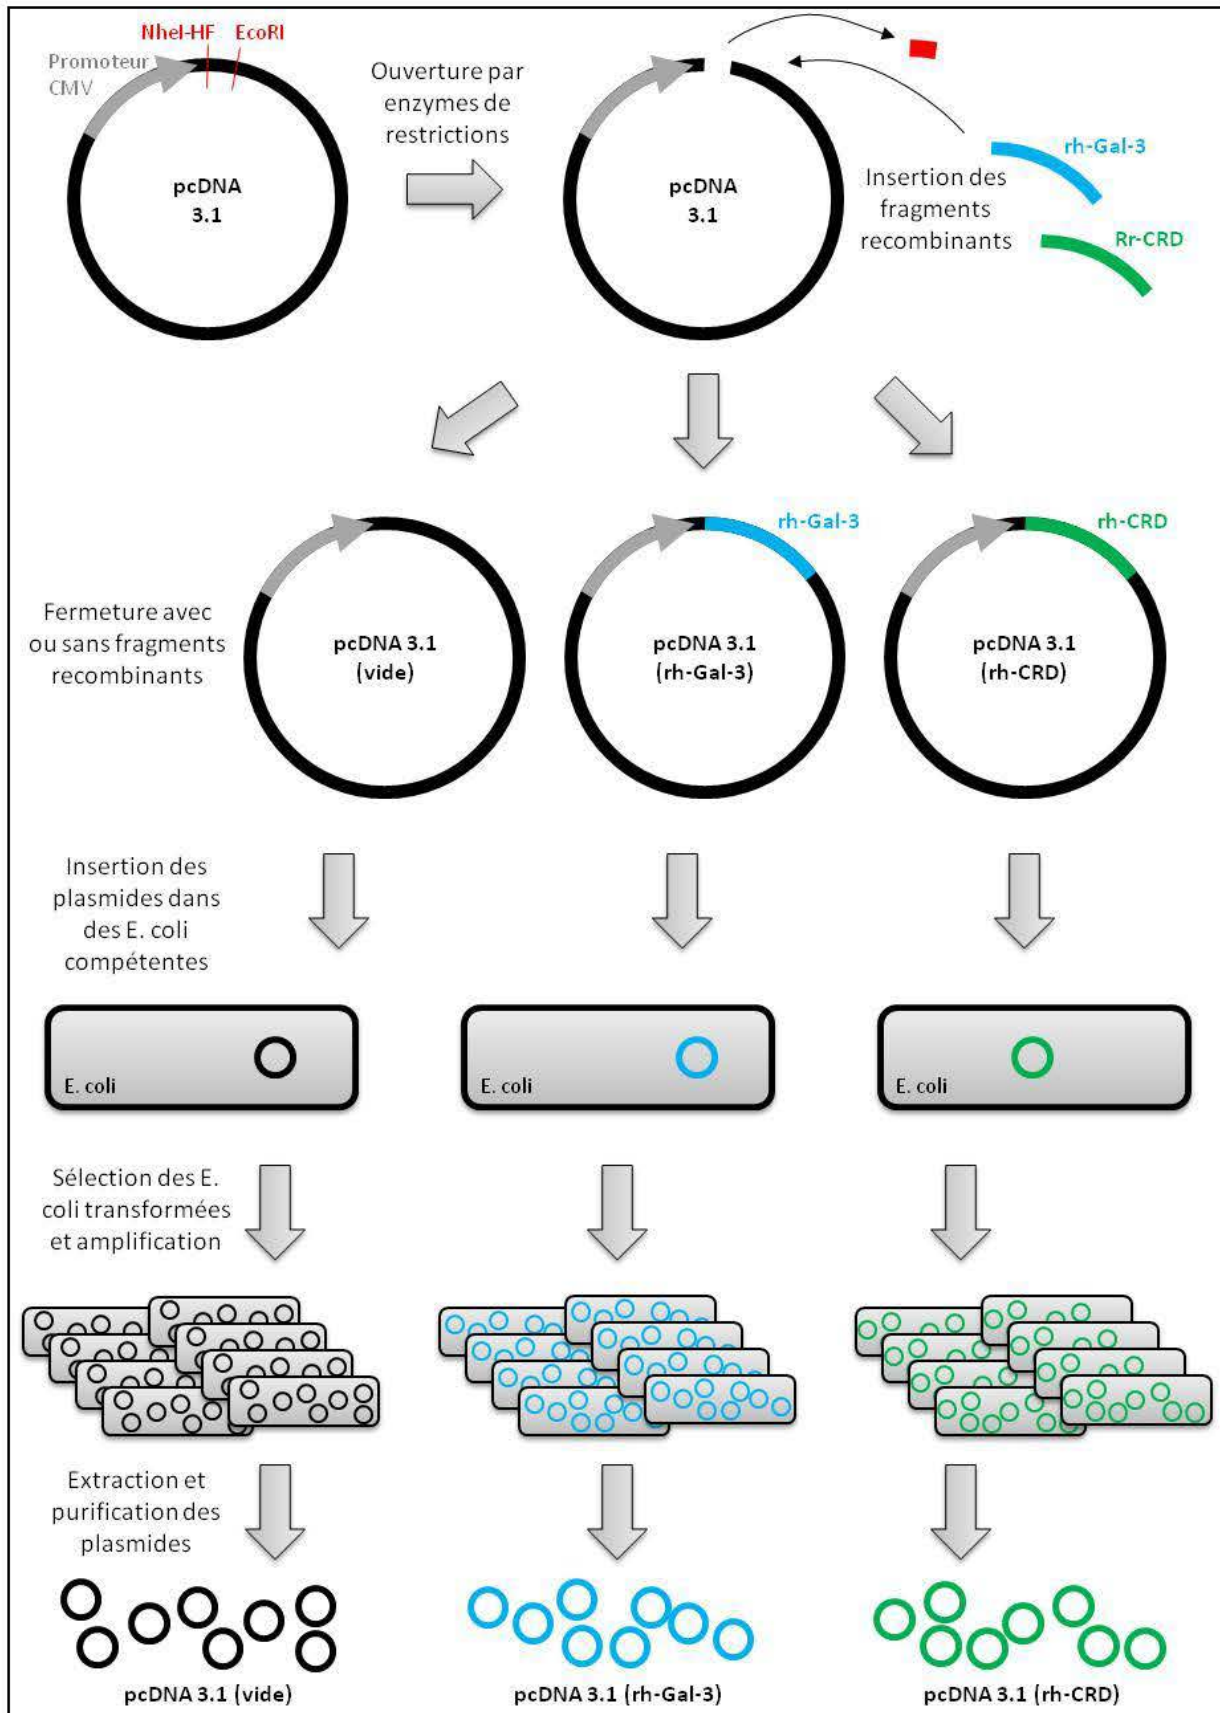 NheI-HF
EcoRI
Promoteur
CMV
pcDNA
3.1
Ouverture par
enzymes de
restrictions
pcDNA
3.1
rh-Gal-3
Insertion des
fragments
recombinants
Rr-CRD
Fermeture avec
ou sans fragments
recombinants
pcDNA 3.1
(vide)
rh-Gal-3
pcDNA 3.1
(rh-Gal-3)
rh-CRD
pcDNA 3.1
(rh-CRD)
Insertion des
plasmides dans
des E. coli
compétentes
E. coli
E. coli
E. coli
Sélection des E.
coli transformées
et amplification
Extraction et
purification des
plasmides
pcDNA 3.1 (vide)
pcDNA 3.1 (rh-Gal-3)
pcDNA 3.1 (rh-CRD)